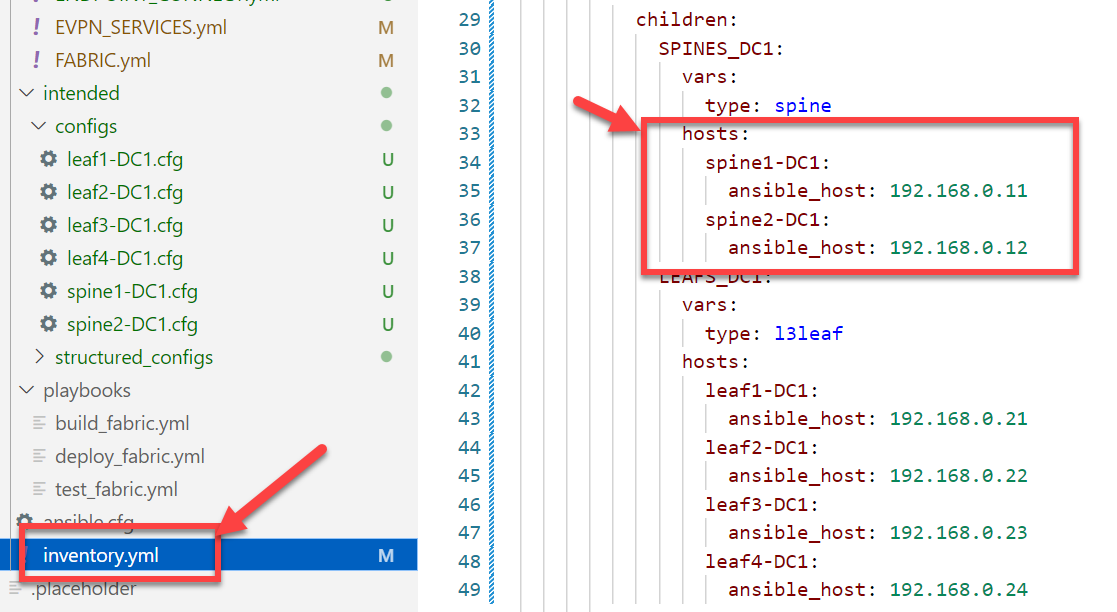 EVPN_SERVICES.yml M
FABRIC.yml M
intended
configs
leaf1-DC1.cfg U
leaf2-DC1.cfg U
leaf3-DC1.cfg U
leaf4-DC1.cfg U
spine1-DC1.cfg U
spine2-DC1.cfg U
structured_configs
playbooks
build_fabric.yml
deploy_fabric.yml
test_fabric.yml
ansible.cfg
inventory.yml M
.placeholder
29 children:
30 SPINES_DC1:
31 vars:
32 type: spine
33 hosts:
34 spine1-DC1:
35 ansible_host: 192.168.0.11
36 spine2-DC1:
37 ansible_host: 192.168.0.12
38 LEAFS_DC1:
39 vars:
40 type: l3leaf
41 hosts:
42 leaf1-DC1:
43 ansible_host: 192.168.0.21
44 leaf2-DC1:
45 ansible_host: 192.168.0.22
46 leaf3-DC1:
47 ansible_host: 192.168.0.23
48 leaf4-DC1:
49 ansible_host: 192.168.0.24